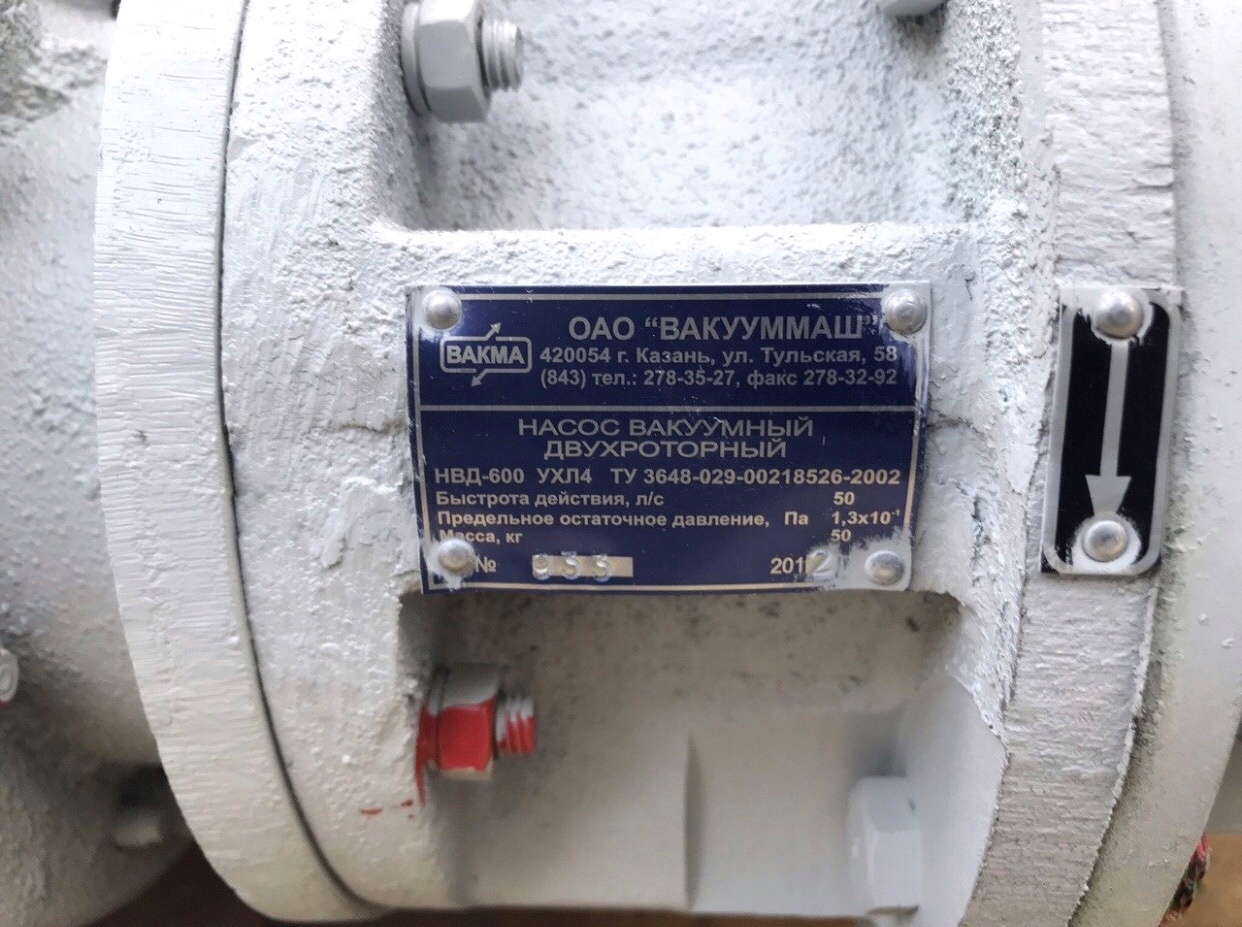 ВАКМА
ОАО “ВАКУУММАШ”
420054 г. Казань, ул. Тульская, 58
(843) тел.: 278-35-27, факс 278-32-92
НАСОС ВАКУУМНЫЙ
ДВУХРОТОРНЫЙ
НВД-600 УХЛ4 ТУ 3648-029-00218526-2002
Быстрота действия, л/с 50
Предельное остаточное давление, Па 1,3x10⁻¹
Масса, кг 50
№ 2012